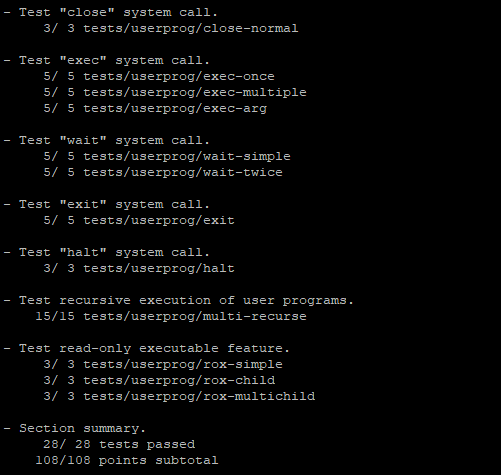 - Test "close" system call.
3/ 3 tests/userprog/close-normal
- Test "exec" system call.
5/ 5 tests/userprog/exec-once
5/ 5 tests/userprog/exec-multiple
5/ 5 tests/userprog/exec-arg
- Test "wait" system call.
5/ 5 tests/userprog/wait-simple
5/ 5 tests/userprog/wait-twice
- Test "exit" system call.
5/ 5 tests/userprog/exit
- Test "halt" system call.
3/ 3 tests/userprog/halt
- Test recursive execution of user programs.
15/15 tests/userprog/multi-recurse
- Test read-only executable feature.
3/ 3 tests/userprog/rox-simple
3/ 3 tests/userprog/rox-child
3/ 3 tests/userprog/rox-multichild
- Section summary.
28/ 28 tests passed
108/108 points subtotal